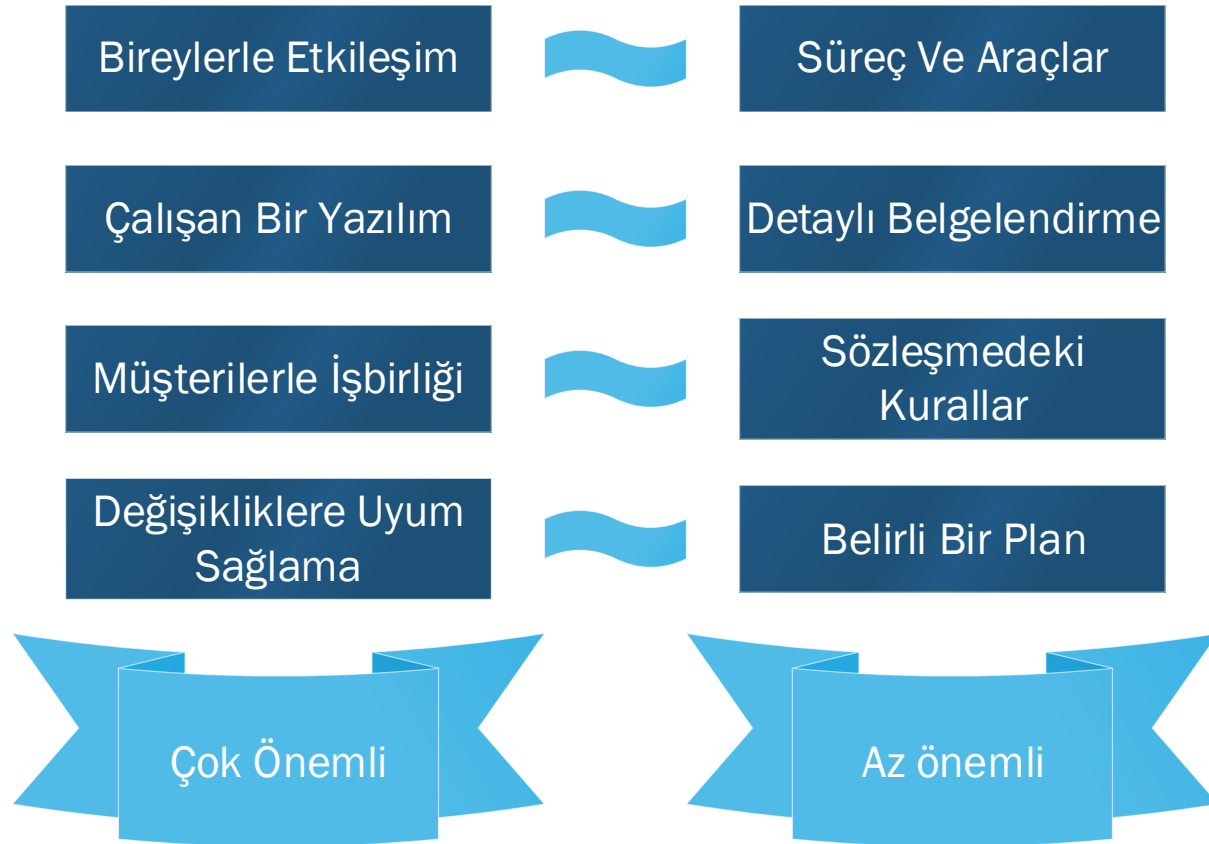 Bireylerle Etkileşim
Süreç Ve Araçlar
Çalışan Bir Yazılım
Detaylı Belgelendirme
Müşterilerle İşbirliği
Sözleşmedeki
Kurallar
Değişikliklere Uyum
Sağlama
Belirli Bir Plan
Çok Önemli
Az önemli